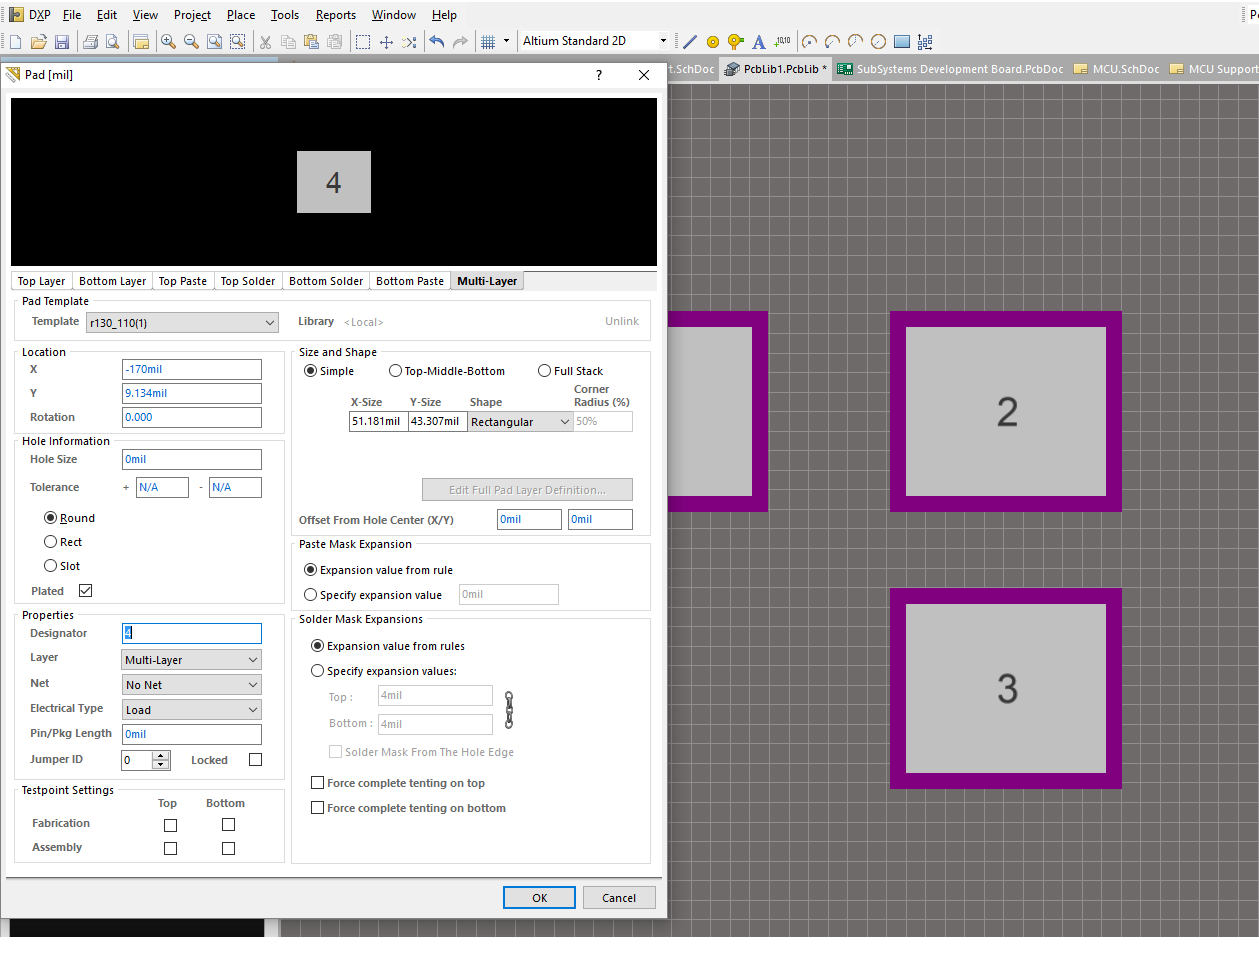 DXP File Edit View Project Place Tools Reports Window Help
Altium Standard 2D
10,10
Pad [mil] ? 
t.SchDoc PcbLib1.PcbLib * SubSystems Development Board.PcbDoc MCU.SchDoc MCU Support
4
Top Layer Bottom Layer Top Paste Top Solder Bottom Solder Bottom Paste Multi-Layer
Pad Template
Template r130_110(1) Library <Local> Unlink
Location
X -170mil
Y 9.134mil
Rotation 0.000
Hole Information
Hole Size 0mil
Tolerance + N/A - N/A
Round
Rect
Slot
Plated
Properties
Designator 4
Layer Multi-Layer
Net No Net
Electrical Type Load
Pin/Pkg Length 0mil
Jumper ID 0 Locked
Testpoint Settings
Top Bottom
Fabrication
Assembly
Size and Shape
Simple Top-Middle-Bottom Full Stack
X-Size Y-Size Shape Corner Radius (%)
51.181mil 43.307mil Rectangular 50%
Edit Full Pad Layer Definition...
Offset From Hole Center (X/Y) 0mil 0mil
Paste Mask Expansion
Expansion value from rule
Specify expansion value 0mil
Solder Mask Expansions
Expansion value from rules
Specify expansion values:
Top : 4mil
Bottom : 4mil
Solder Mask From The Hole Edge
Force complete tenting on top
Force complete tenting on bottom
OK Cancel
2
3